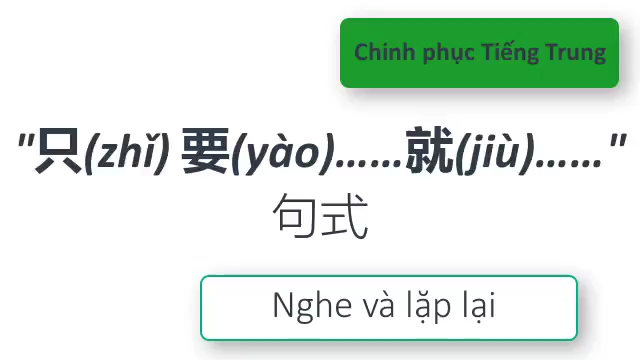 Chinh phục Tiếng Trung
"只(zhǐ) 要(yào)……就(jiù)……"
句式
Nghe và lặp lại